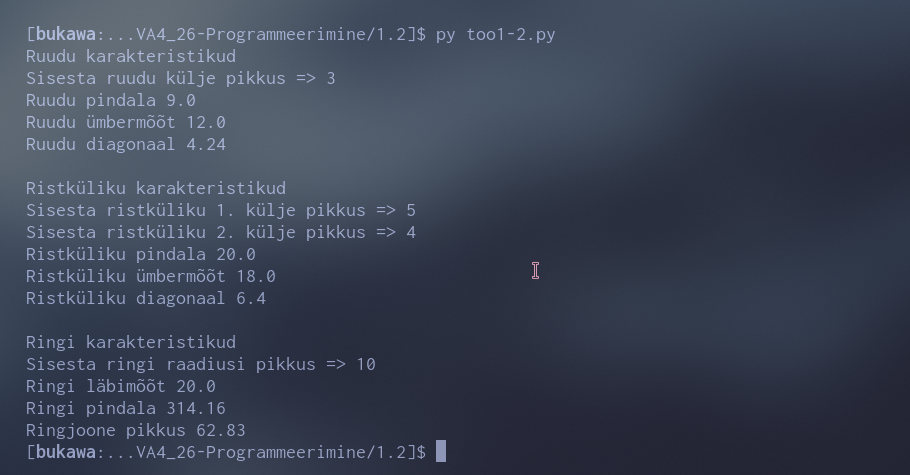 [bukawa:...VA4_26-Programmeerimine/1.2]$ py too1-2.py
Ruudu karakteristikud
Sisesta ruudu külje pikkus => 3
Ruudu pindala 9.0
Ruudu ümbermõõt 12.0
Ruudu diagonaal 4.24
Ristküliku karakteristikud
Sisesta ristküliku 1. külje pikkus => 5
Sisesta ristküliku 2. külje pikkus => 4
Ristküliku pindala 20.0
Ristküliku ümbermõõt 18.0
Ristküliku diagonaal 6.4
Ringi karakteristikud
Sisesta ringi raadiusi pikkus => 10
Ringi läbimõõt 20.0
Ringi pindala 314.16
Ringjoone pikkus 62.83
[bukawa:...VA4_26-Programmeerimine/1.2]$